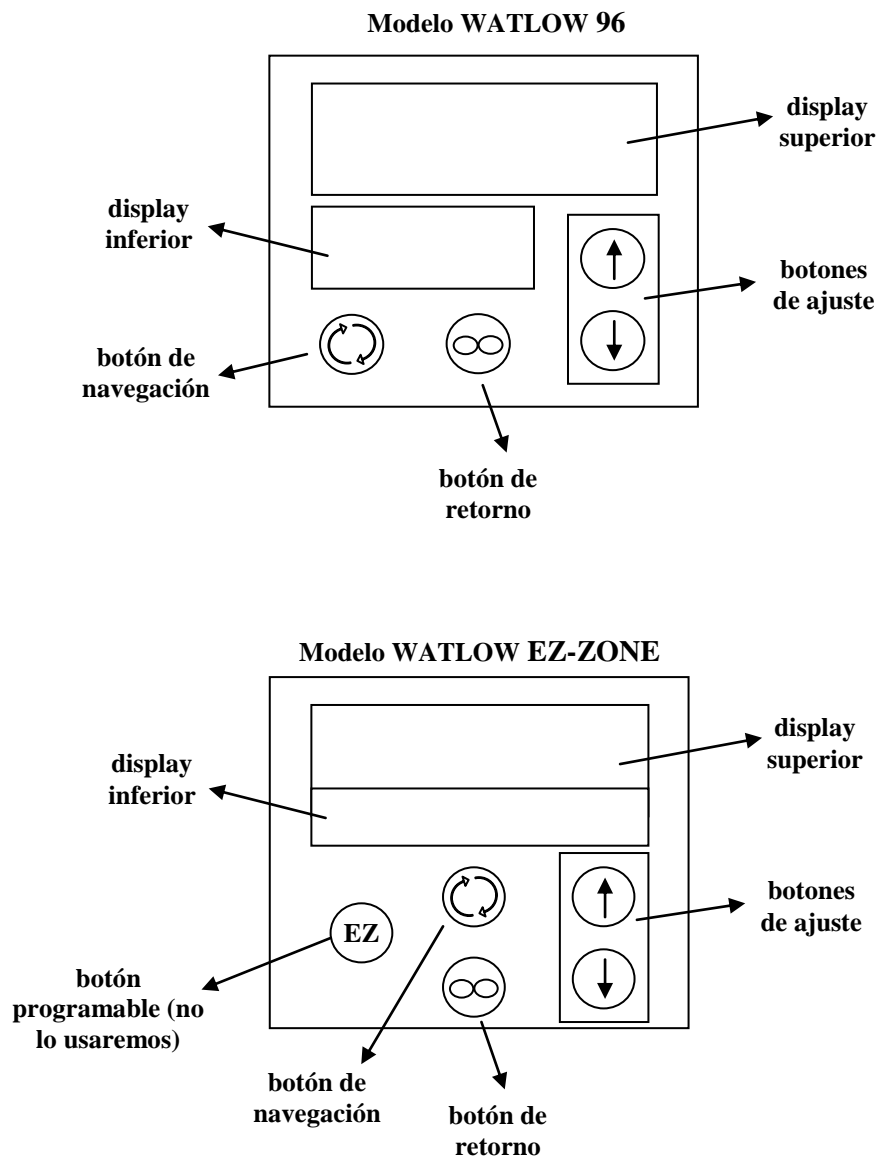 Modelo WATLOW 96
display
superior
display
inferior
botones
de ajuste
botón de
navegación
botón de
retorno
Modelo WATLOW EZ-ZONE
display
superior
display
inferior
botones
de ajuste
EZ
botón
programable (no
lo usaremos)
botón de
navegación
botón de
retorno